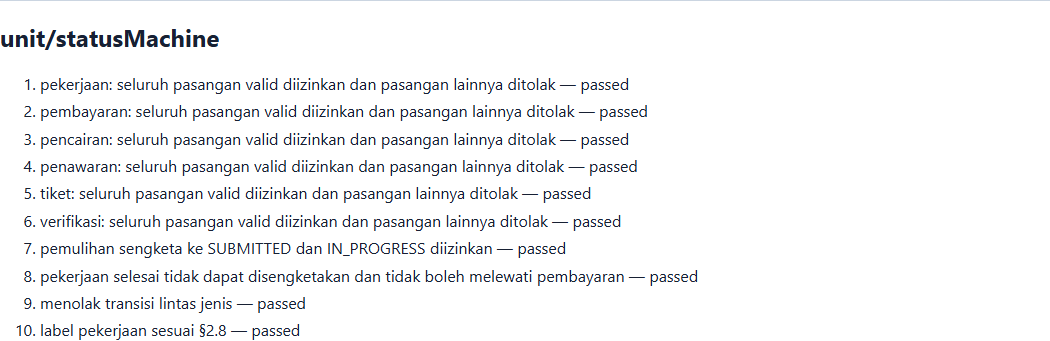 unit/statusMachine
1. pekerjaan: seluruh pasangan valid diizinkan dan pasangan lainnya ditolak — passed
2. pembayaran: seluruh pasangan valid diizinkan dan pasangan lainnya ditolak — passed
3. pencairan: seluruh pasangan valid diizinkan dan pasangan lainnya ditolak — passed
4. penawaran: seluruh pasangan valid diizinkan dan pasangan lainnya ditolak — passed
5. tiket: seluruh pasangan valid diizinkan dan pasangan lainnya ditolak — passed
6. verifikasi: seluruh pasangan valid diizinkan dan pasangan lainnya ditolak — passed
7. pemulihan sengketa ke SUBMITTED dan IN_PROGRESS diizinkan — passed
8. pekerjaan selesai tidak dapat disengketakan dan tidak boleh melewati pembayaran — passed
9. menolak transisi lintas jenis — passed
10. label pekerjaan sesuai §2.8 — passed